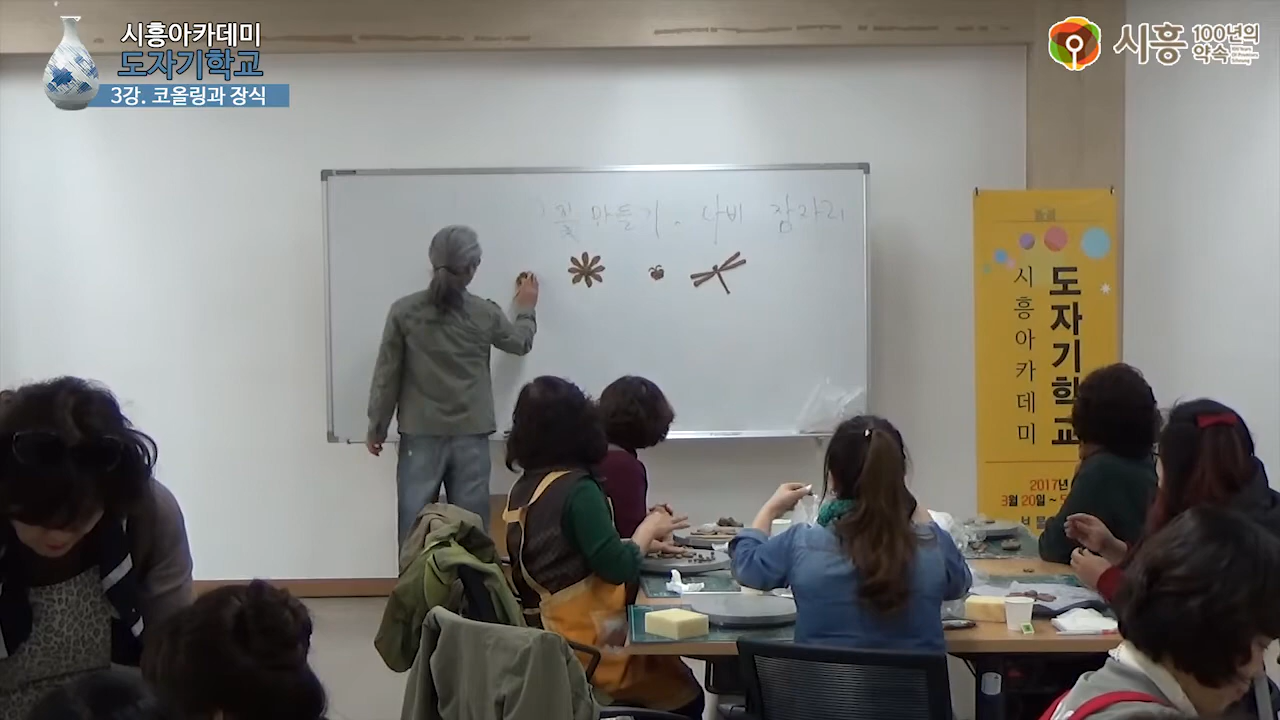 시흥아카데미
도자기학교
3강. 코올링과 장식
시흥
100년의
약속
꽃 만들기. 나비 잠자리
도자기학교
시흥아카데미
2017년
3월 20일 ~